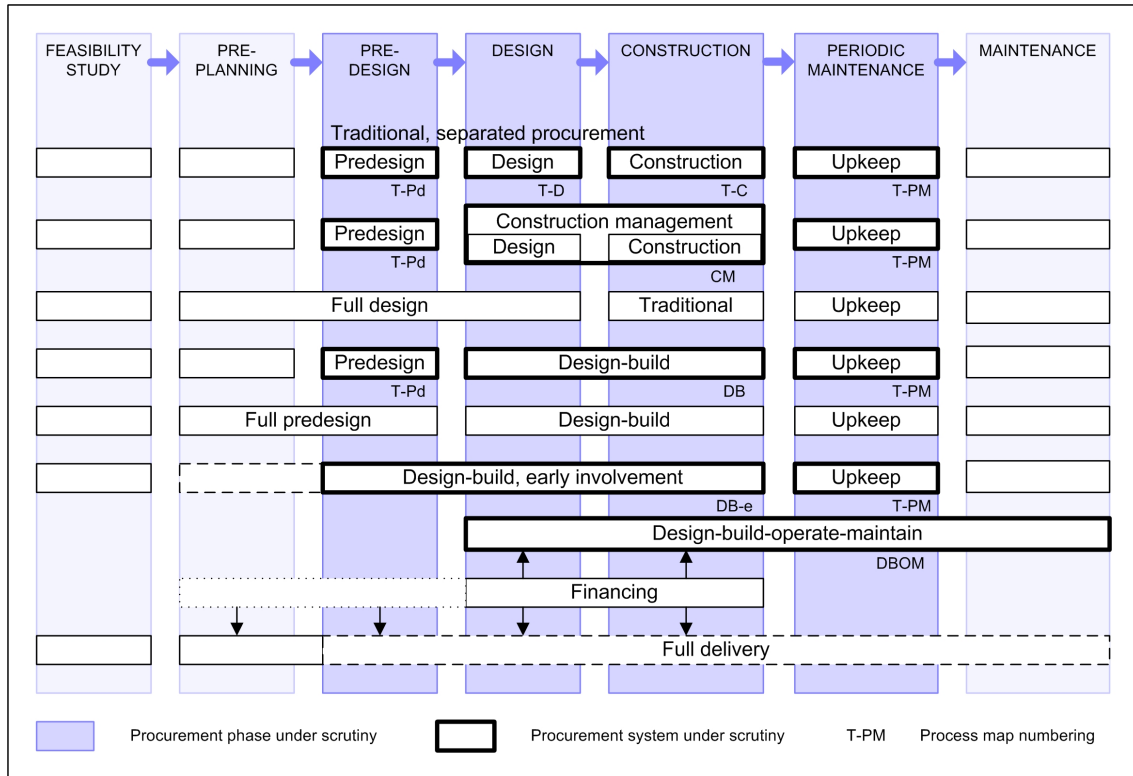 FEASIBILITY STUDY
PRE-PLANNING
PRE-DESIGN
DESIGN
CONSTRUCTION
PERIODIC MAINTENANCE
MAINTENANCE
Traditional, separated procurement
Predesign
Design
Construction
Upkeep
T-Pd
T-D
T-C
T-PM
Construction management
Predesign
Design
Construction
Upkeep
T-Pd
CM
T-PM
Full design
Traditional
Upkeep
Predesign
Design-build
Upkeep
T-Pd
DB
T-PM
Full predesign
Design-build
Upkeep
Design-build, early involvement
Upkeep
DB-e
T-PM
Design-build-operate-maintain
DBOM
Financing
Full delivery
Procurement phase under scrutiny
Procurement system under scrutiny
T-PM
Process map numbering